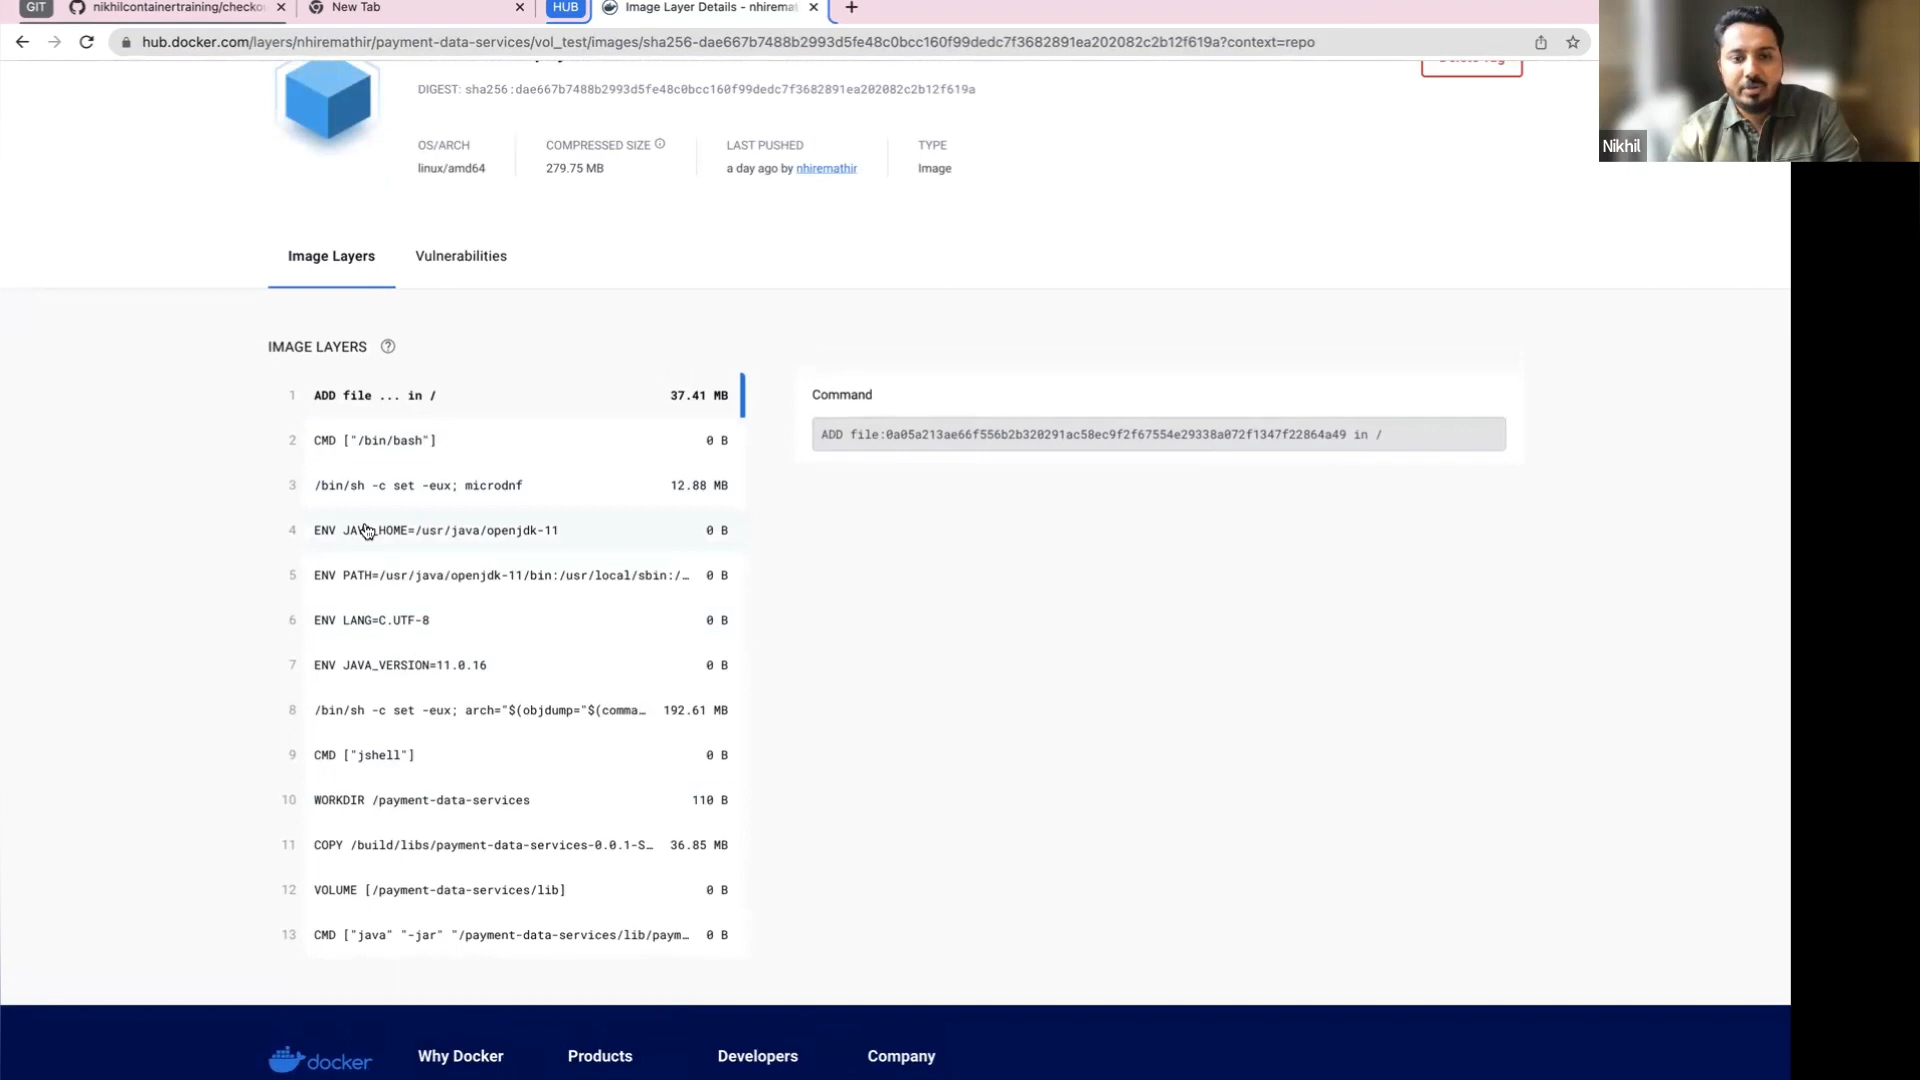 GIT
nikhilcontainertraining/checko
New Tab
HUB
Image Layer Details - nhiremat
hub.docker.com/layers/nhiremathir/payment-data-services/vol_test/images/sha256-dae667b7488b2993d5fe48c0bcc160f99dedc7f3682891ea202082c2b12f619a?context=repo
Nikhil
DIGEST: sha256:dae667b7488b2993d5fe48c0bcc160f99dedc7f3682891ea202082c2b12f619a
OS/ARCH
linux/amd64
COMPRESSED SIZE
279.75 MB
LAST PUSHED
a day ago by nhiremathir
TYPE
Image
Image Layers
Vulnerabilities
IMAGE LAYERS
1 ADD file ... in / 37.41 MB
2 CMD ["/bin/bash"] 0 B
3 /bin/sh -c set -eux; microdnf 12.88 MB
4 ENV JAVA_HOME=/usr/java/openjdk-11 0 B
5 ENV PATH=/usr/java/openjdk-11/bin:/usr/local/sbin:/… 0 B
6 ENV LANG=C.UTF-8 0 B
7 ENV JAVA_VERSION=11.0.16 0 B
8 /bin/sh -c set -eux; arch="$(objdump="$(comma… 192.61 MB
9 CMD ["jshell"] 0 B
10 WORKDIR /payment-data-services 110 B
11 COPY /build/libs/payment-data-services-0.0.1-S… 36.85 MB
12 VOLUME [/payment-data-services/lib] 0 B
13 CMD ["java" "-jar" "/payment-data-services/lib/paym… 0 B
Command
ADD file:0a05a213ae66f556b2b320291ac58ec9f2f67554e29338a072f1347f22864a49 in /
docker
Why Docker
Products
Developers
Company